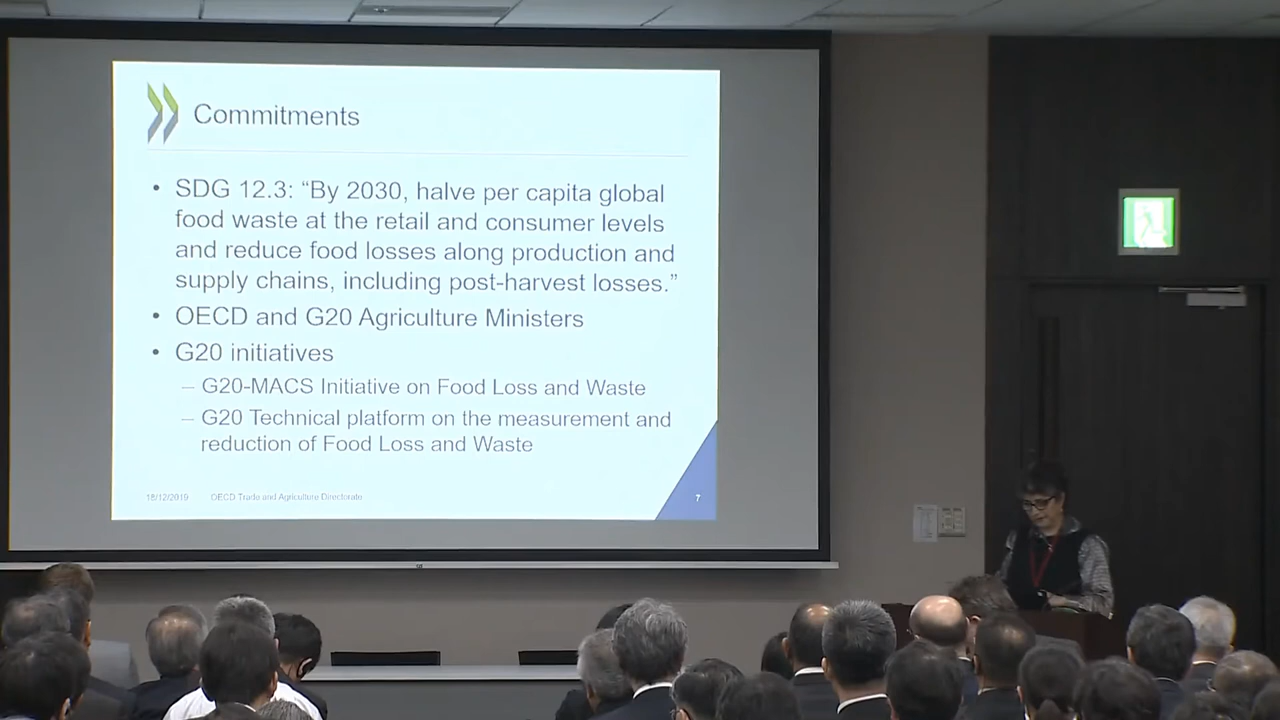 Commitments
• SDG 12.3: “By 2030, halve per capita global
food waste at the retail and consumer levels
and reduce food losses along production and
supply chains, including post-harvest losses.”
• OECD and G20 Agriculture Ministers
• G20 initiatives
– G20-MACS Initiative on Food Loss and Waste
– G20 Technical platform on the measurement and
reduction of Food Loss and Waste
18/12/2019 OECD Trade and Agriculture Directorate 7